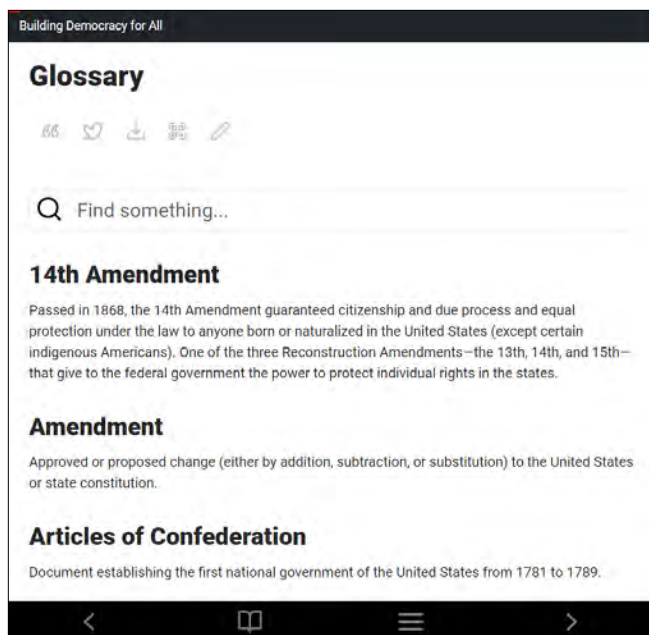 Building Democracy for All
Glossary
Find something...
14th Amendment
Passed in 1868, the 14th Amendment guaranteed citizenship and due process and equal
protection under the law to anyone born or naturalized in the United States (except certain
indigenous Americans). One of the three Reconstruction Amendments—the 13th, 14th, and 15th—
that give to the federal government the power to protect individual rights in the states.
Amendment
Approved or proposed change (either by addition, subtraction, or substitution) to the United States
or state constitution.
Articles of Confederation
Document establishing the first national government of the United States from 1781 to 1789.